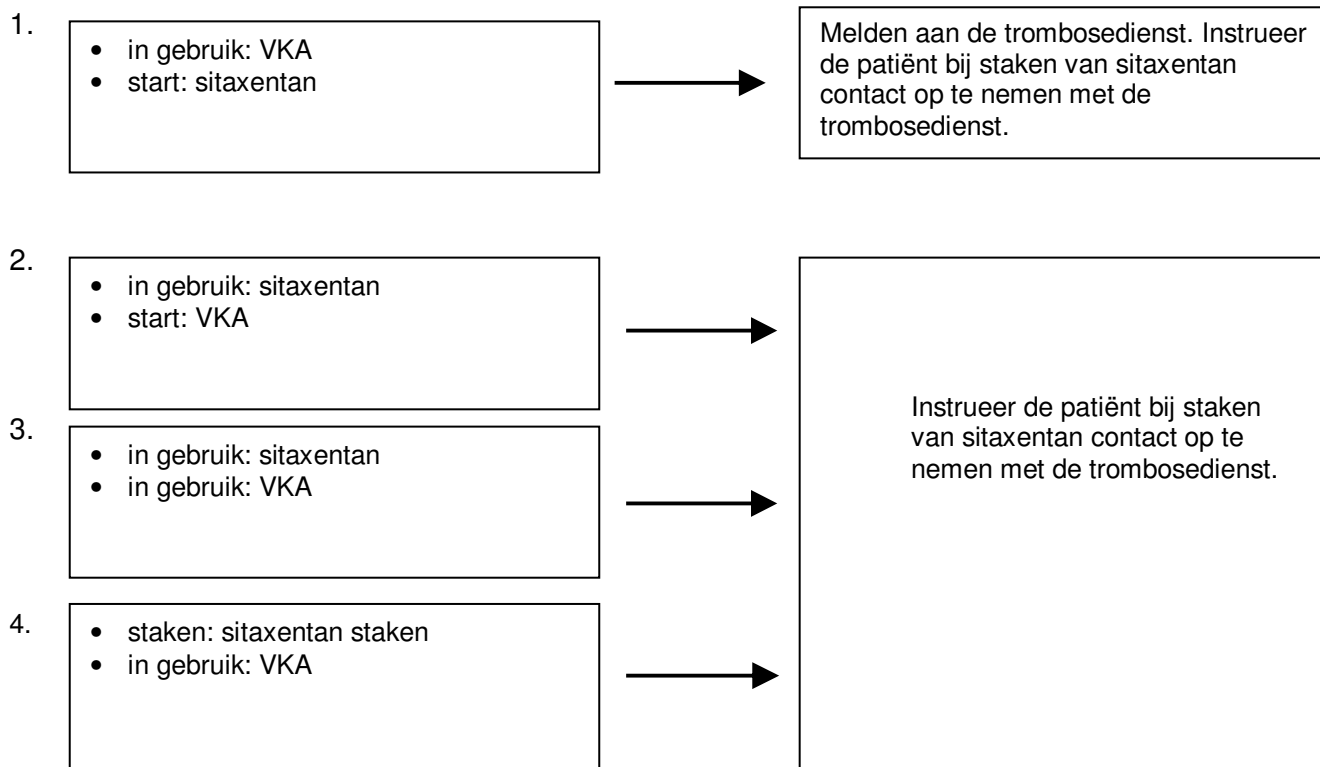 1.
• in gebruik: VKA
• start: sitaxentan
Melden aan de trombosedienst. Instrueer
de patiënt bij staken van sitaxentan
contact op te nemen met de
trombosedienst.
2.
• in gebruik: sitaxentan
• start: VKA
3.
• in gebruik: sitaxentan
• in gebruik: VKA
4.
• staken: sitaxentan staken
• in gebruik: VKA
Instrueer de patiënt bij staken
van sitaxentan contact op te
nemen met de trombosedienst.